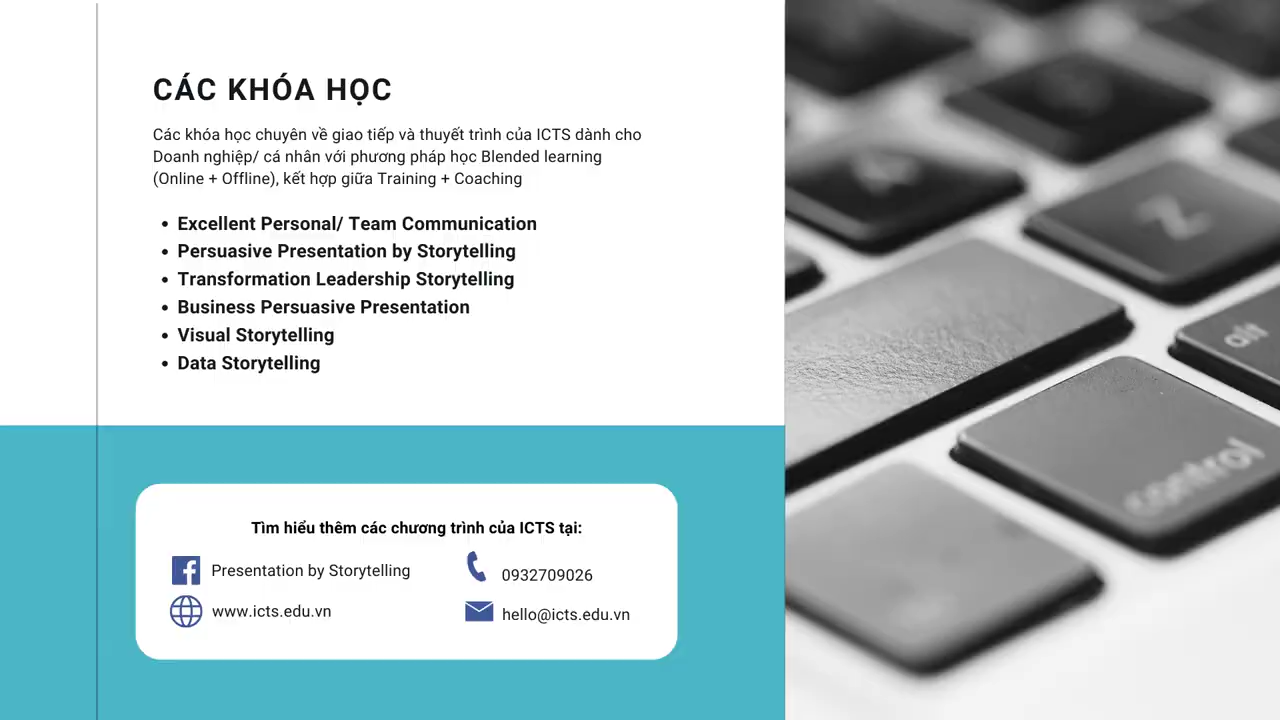 CÁC KHÓA HỌC
Các khóa học chuyên về giao tiếp và thuyết trình của ICTS dành cho
Doanh nghiệp/ cá nhân với phương pháp học Blended learning
(Online + Offline), kết hợp giữa Training + Coaching
• Excellent Personal/ Team Communication
• Persuasive Presentation by Storytelling
• Transformation Leadership Storytelling
• Business Persuasive Presentation
• Visual Storytelling
• Data Storytelling
Tìm hiểu thêm các chương trình của ICTS tại:
Presentation by Storytelling
0932709026
www.icts.edu.vn
hello@icts.edu.vn
Z
alt
control